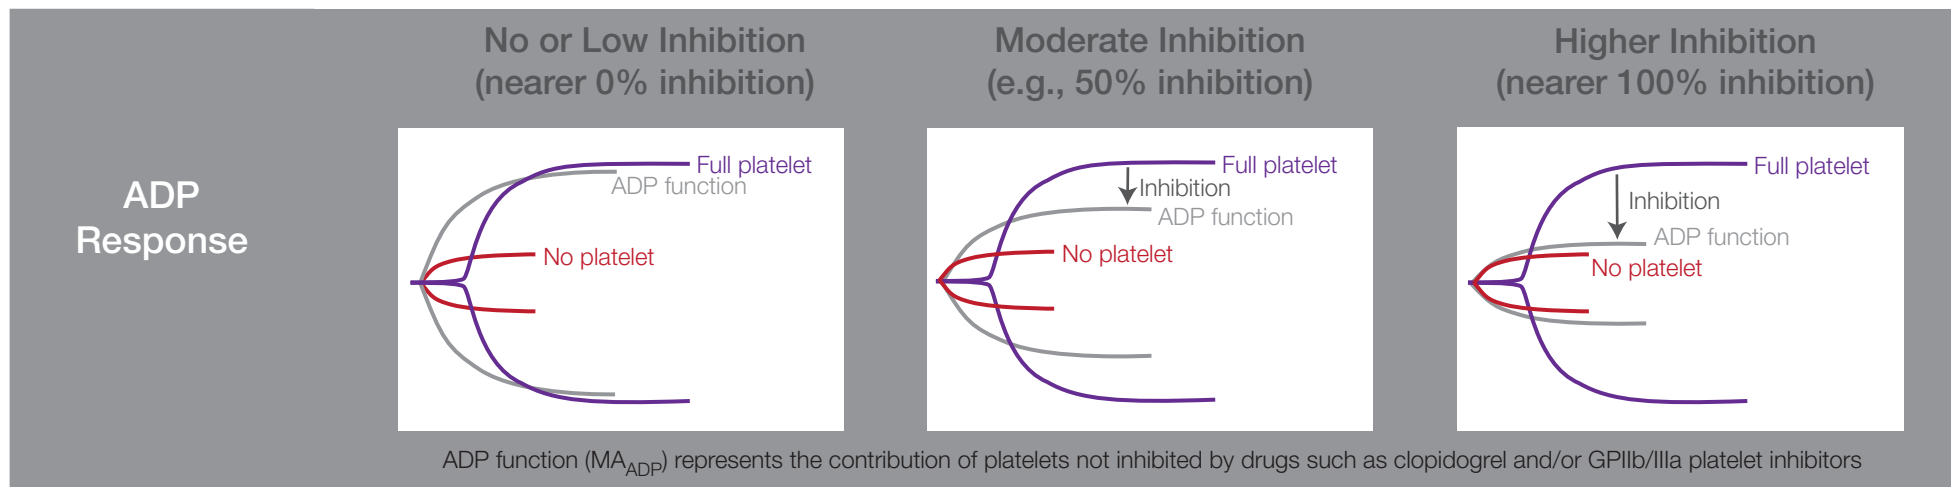 No or Low Inhibition
(nearer 0% inhibition)
Moderate Inhibition
(e.g., 50% inhibition)
Higher Inhibition
(nearer 100% inhibition)
ADP
Response
Full platelet
ADP function
No platelet
Full platelet
Inhibition
ADP function
No platelet
Full platelet
Inhibition
ADP function
No platelet
ADP function (MAADP) represents the contribution of platelets not inhibited by drugs such as clopidogrel and/or GPIIb/IIIa platelet inhibitors